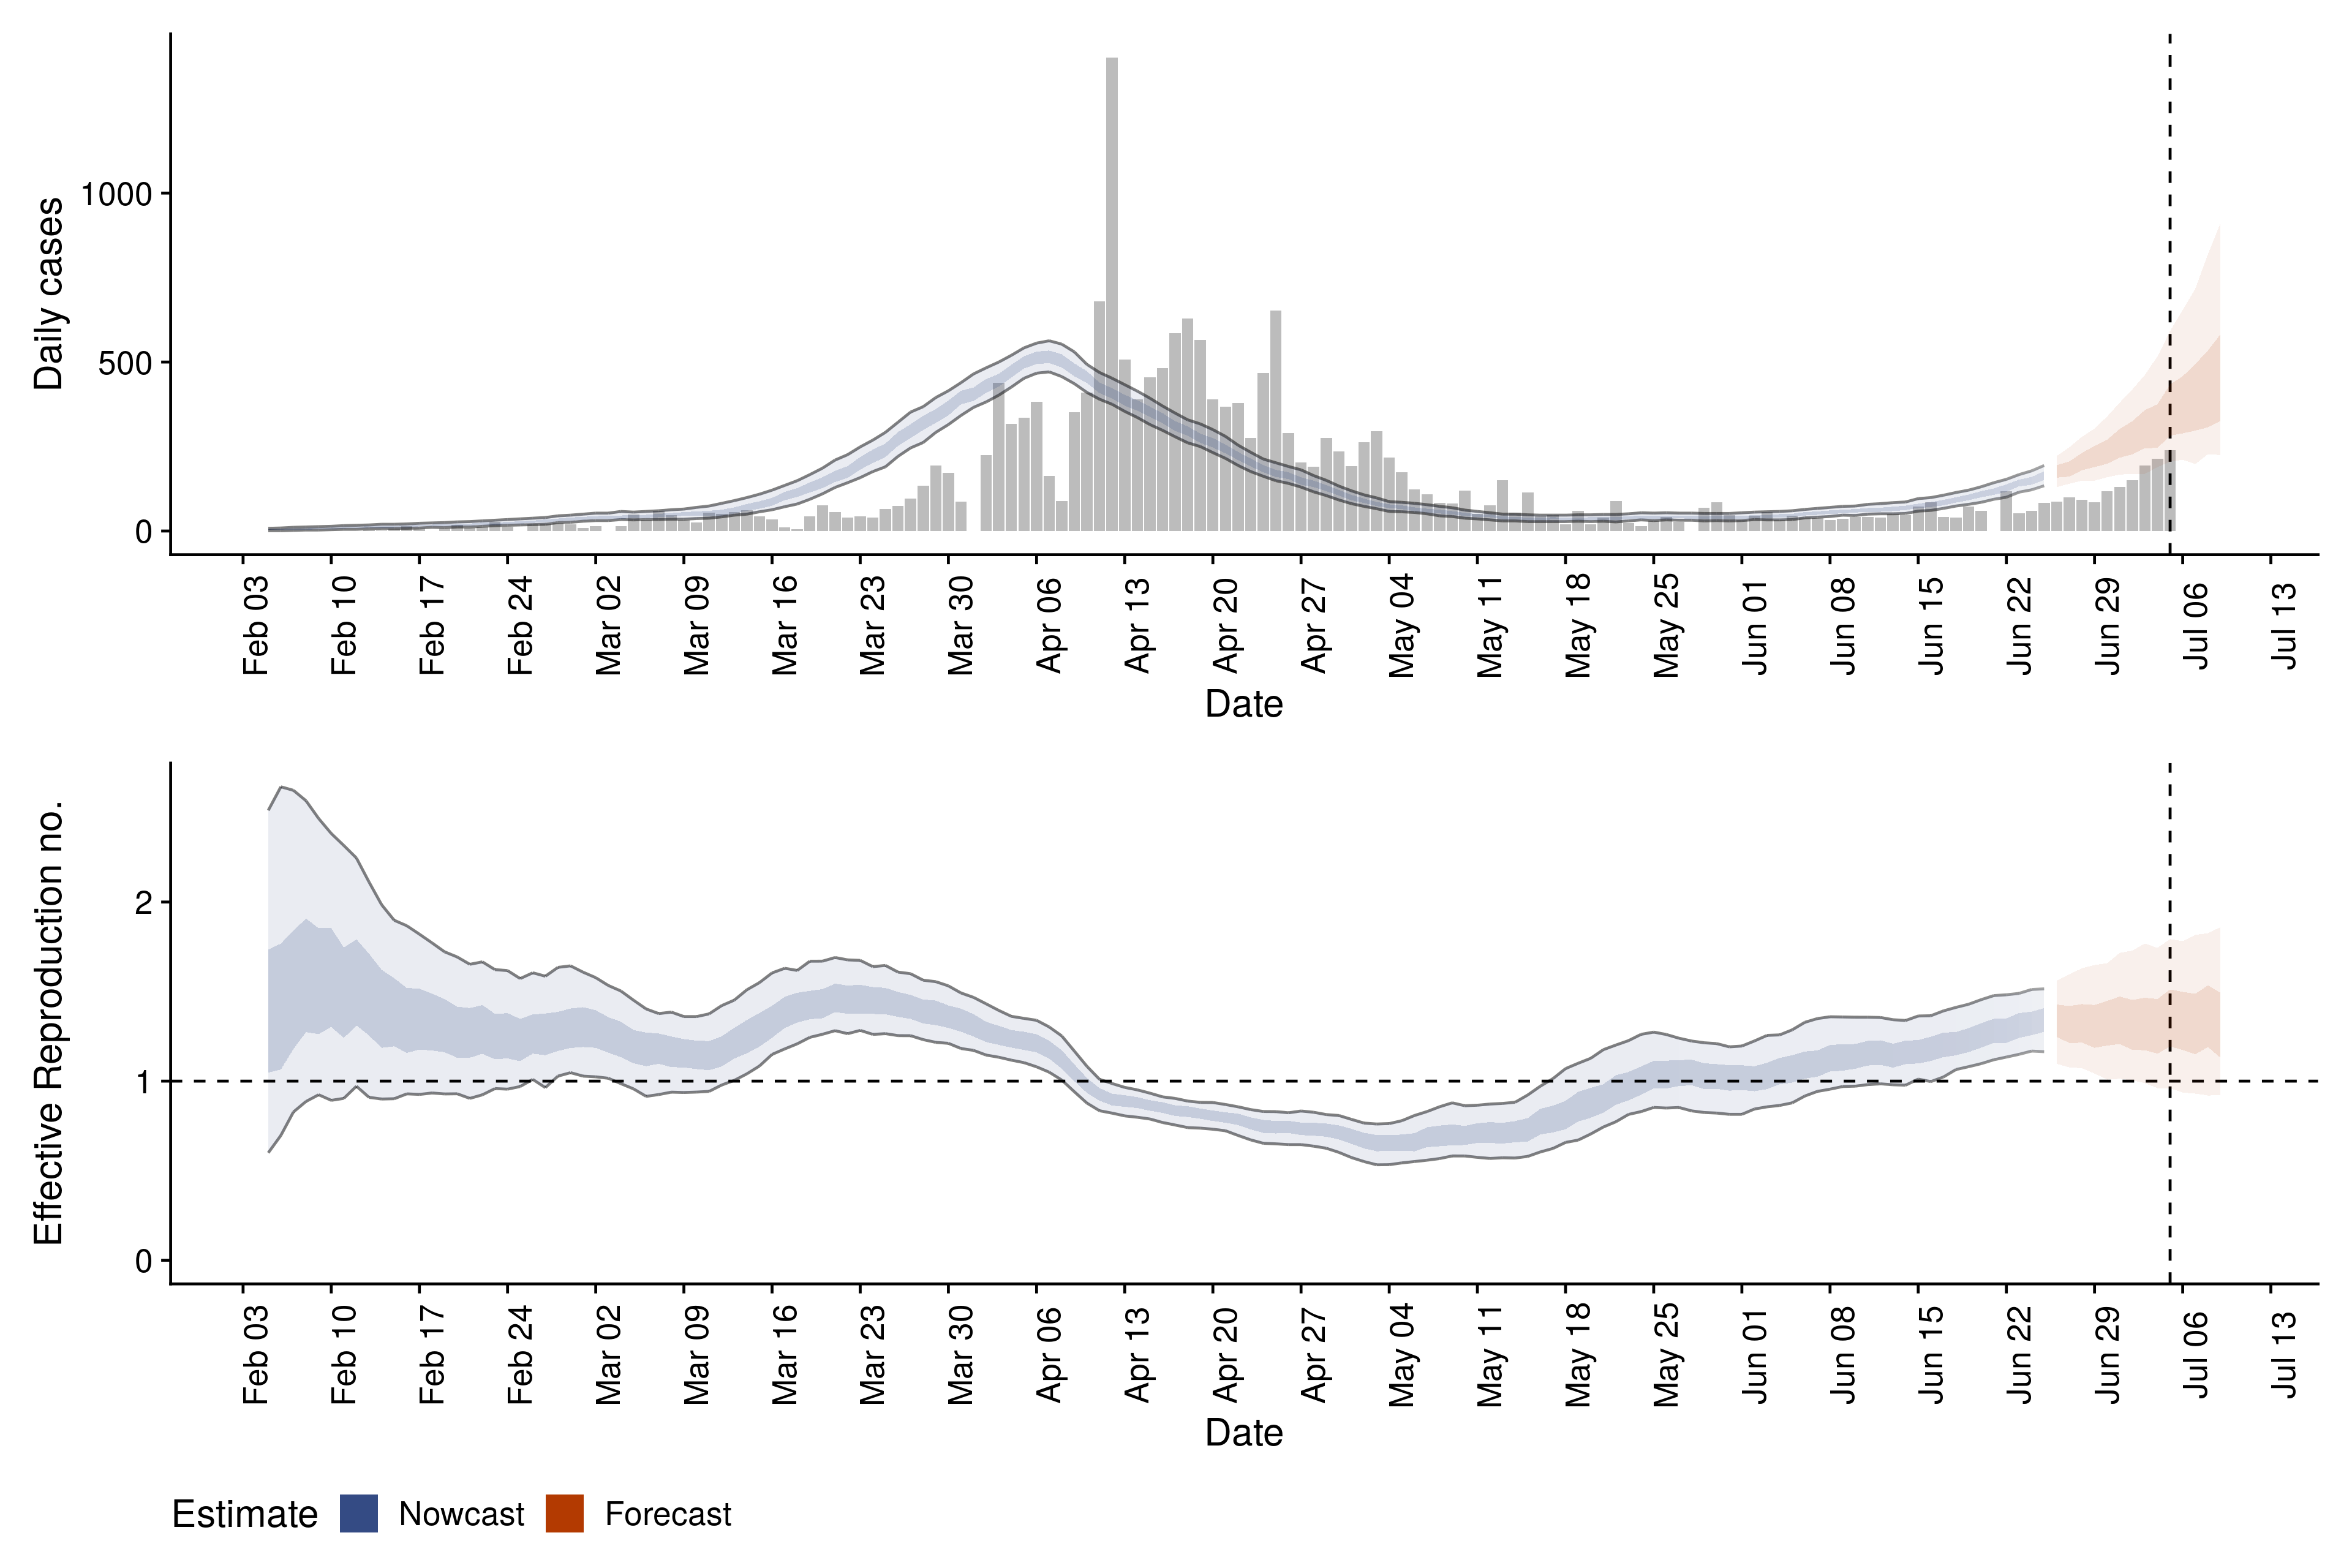 Daily cases
1000
500
0
Feb 03 Feb 10 Feb 17 Feb 24 Mar 02 Mar 09 Mar 16 Mar 23 Mar 30 Apr 06 Apr 13 Apr 20 Apr 27 May 04 May 11 May 18 May 25 Jun 01 Jun 08 Jun 15 Jun 22 Jun 29 Jul 06 Jul 13
Date
Effective Reproduction no.
2
1
0
Feb 03 Feb 10 Feb 17 Feb 24 Mar 02 Mar 09 Mar 16 Mar 23 Mar 30 Apr 06 Apr 13 Apr 20 Apr 27 May 04 May 11 May 18 May 25 Jun 01 Jun 08 Jun 15 Jun 22 Jun 29 Jul 06 Jul 13
Date
Estimate Nowcast Forecast